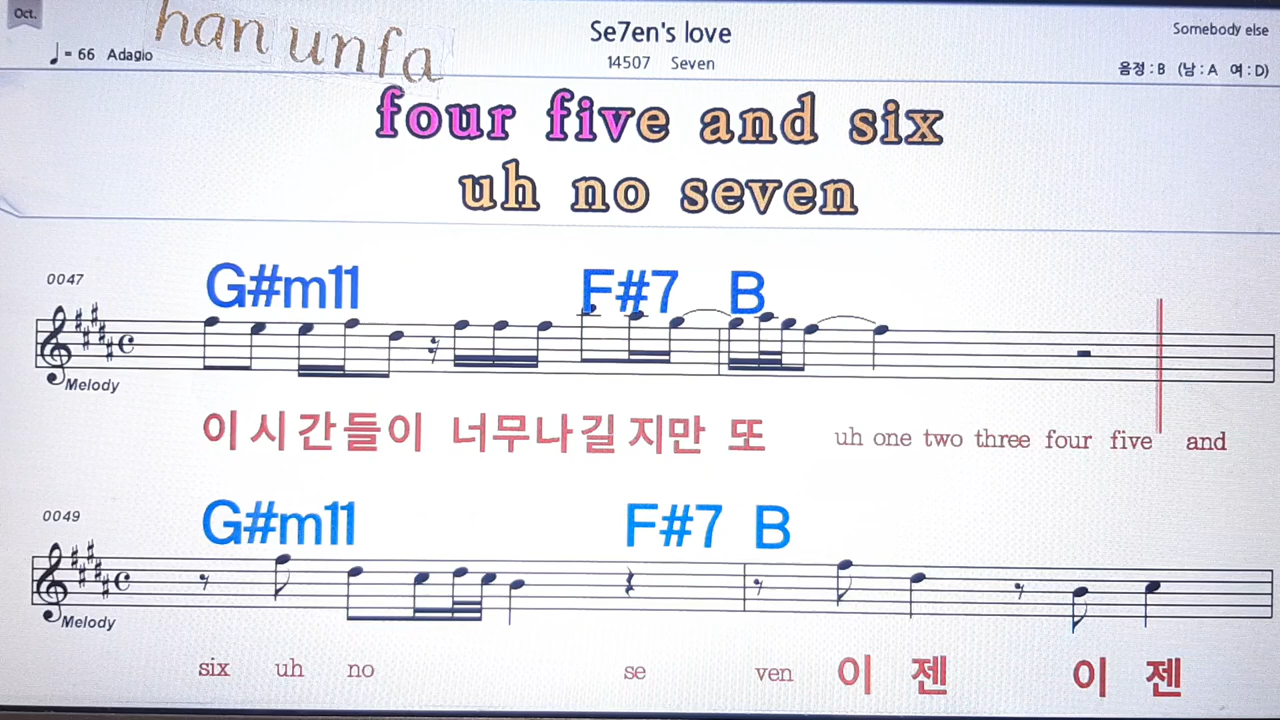 Oct.
han unfa
Se7en's love
Somebody else
♩ = 66 Adagio
14507 Seven
음정 : B (남 : A 여 : D)
four five and six
uh no seven
0047
G#m11 F#7 B
Melody
이 시 간 들 이 너 무 나 길 지 만 또 uh one two three four five and
0049
G#m11 F#7 B
Melody
six uh no se ven 이 젠 이 젠